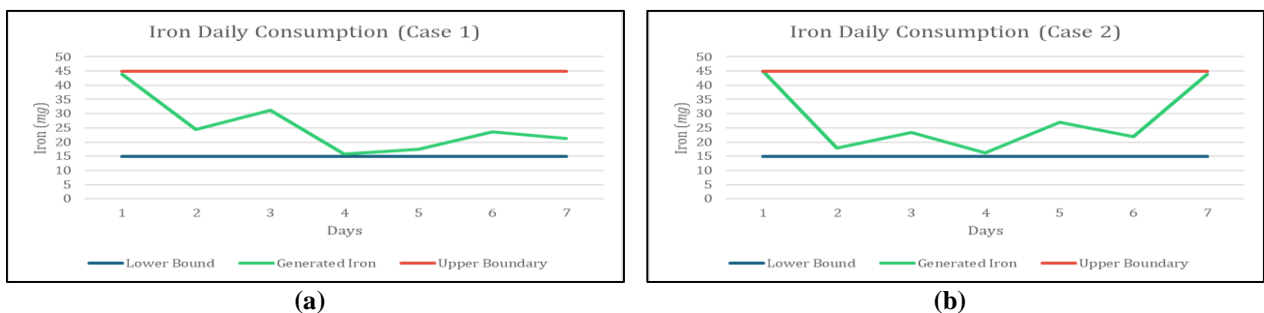 Iron Daily Consumption (Case 1)
Iron (mg)
50
45
40
35
30
25
20
15
10
5
0
1 2 3 4 5 6 7
Days
Lower Bound Generated Iron Upper Boundary
(a)
Iron Daily Consumption (Case 2)
Iron (mg)
50
45
40
35
30
25
20
15
10
5
0
1 2 3 4 5 6 7
Days
Lower Bound Generated Iron Upper Boundary
(b)